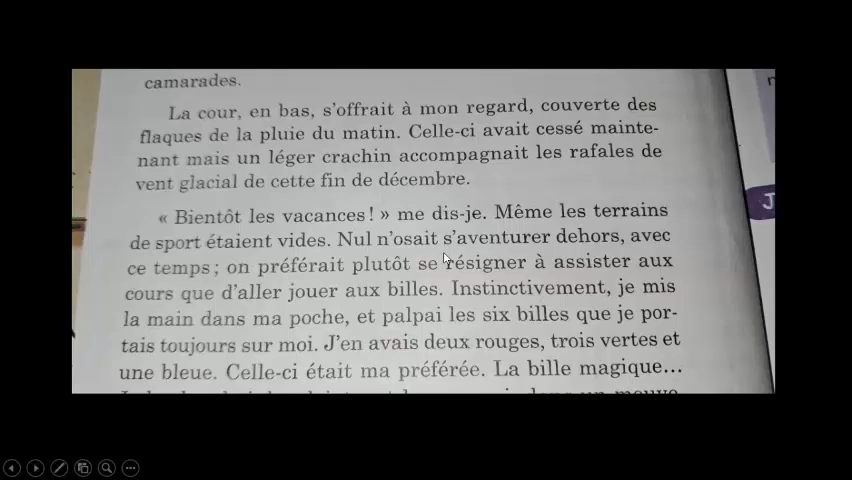 camarades.
La cour, en bas, s'offrait à mon regard, couverte des
flaques de la pluie du matin. Celle-ci avait cessé mainte-
nant mais un léger crachin accompagnait les rafales de
vent glacial de cette fin de décembre.
« Bientôt les vacances ! » me dis-je. Même les terrains
de sport étaient vides. Nul n'osait s'aventurer dehors, avec
ce temps ; on préférait plutôt se résigner à assister aux
cours que d'aller jouer aux billes. Instinctivement, je mis
la main dans ma poche, et palpai les six billes que je por-
tais toujours sur moi. J'en avais deux rouges, trois vertes et
une bleue. Celle-ci était ma préférée. La bille magique...
J